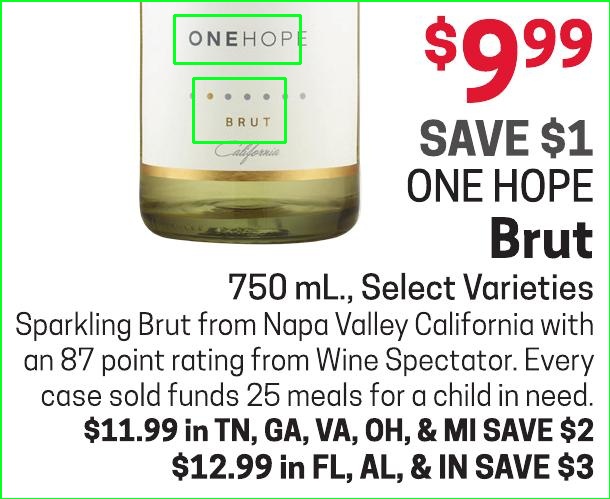 ONEHOPE
BRUT
California
$9.99
SAVE $1
ONE HOPE
Brut
750 mL., Select Varieties
Sparkling Brut from Napa Valley California with
an 87 point rating from Wine Spectator. Every
case sold funds 25 meals for a child in need.
$11.99 in TN, GA, VA, OH, & MI SAVE $2
$12.99 in FL, AL, & IN SAVE $3